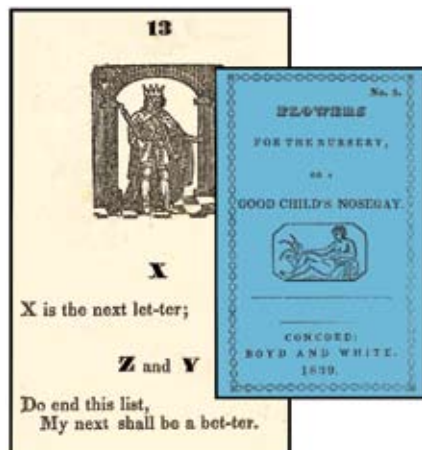 13
X
X is the next let-ter;
Z and Y
Do end this list,
My next shall be a bet-ter.
No. 5.
FLOWERS
FOR THE NURSERY,
OR A
GOOD CHILD'S NOSEGAY.
CONCORD:
BOYD AND WHITE.
1839.